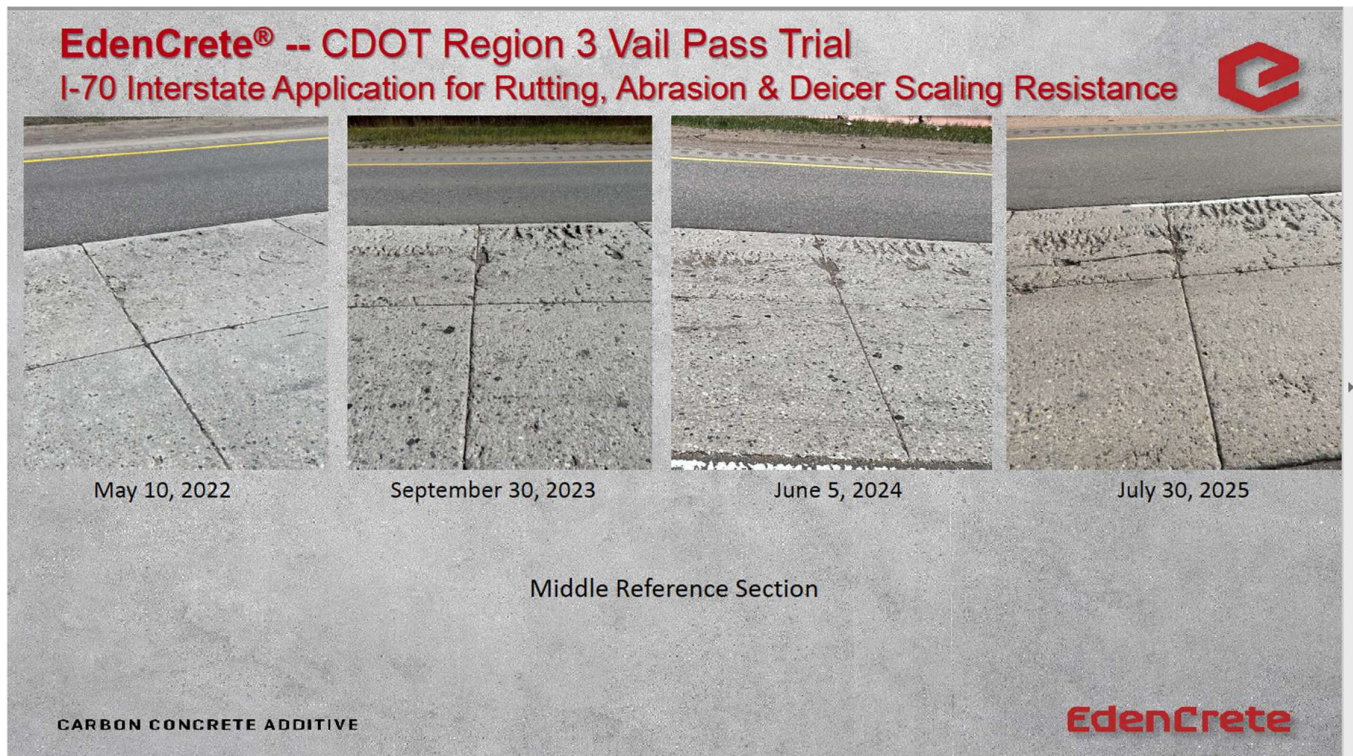 EdenCrete® -- CDOT Region 3 Vail Pass Trial
I-70 Interstate Application for Rutting, Abrasion & Deicer Scaling Resistance
May 10, 2022
September 30, 2023
June 5, 2024
July 30, 2025
Middle Reference Section
CARBON CONCRETE ADDITIVE
EdenCrete